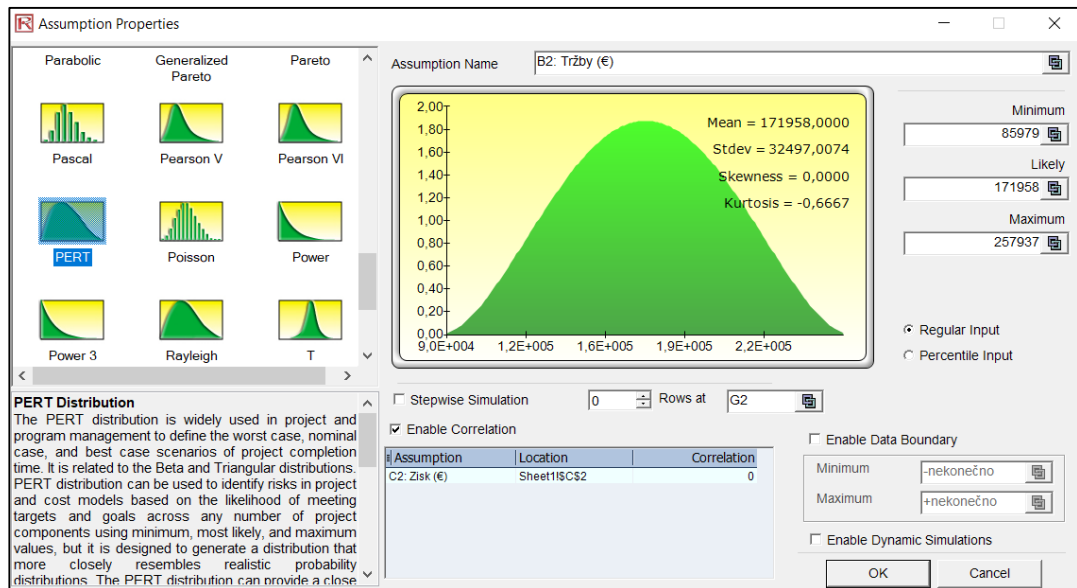 Assumption Properties
Parabolic
Generalized Pareto
Pareto
Pascal
Pearson V
Pearson VI
PERT
Poisson
Power
Power 3
Rayleigh
T
PERT Distribution
The PERT distribution is widely used in project and
program management to define the worst case, nominal
case, and best case scenarios of project completion
time. It is related to the Beta and Triangular distributions.
PERT distribution can be used to identify risks in project
and cost models based on the likelihood of meeting
targets and goals across any number of project
components using minimum, most likely, and maximum
values, but it is designed to generate a distribution that
more closely resembles realistic probability
distributions. The PERT distribution can provide a close
Assumption Name
B2: Tržby (€)
2,00
1,80
1,60
1,40
1,20
1,00
0,80
0,60
0,40
0,20
0,00
9,0E+004 1,2E+005 1,6E+005 1,9E+005 2,2E+005
Mean = 171958,0000
Stdev = 32497,0074
Skewness = 0,0000
Kurtosis = -0,6667
Minimum
85979
Likely
171958
Maximum
257937
Regular Input
Percentile Input
Stepwise Simulation 0 Rows at G2
Enable Correlation
Assumption Location Correlation
C2: Zisk (€) Sheet1!$C$2 0
Enable Data Boundary
Minimum -nekonečno
Maximum +nekonečno
Enable Dynamic Simulations
OK Cancel